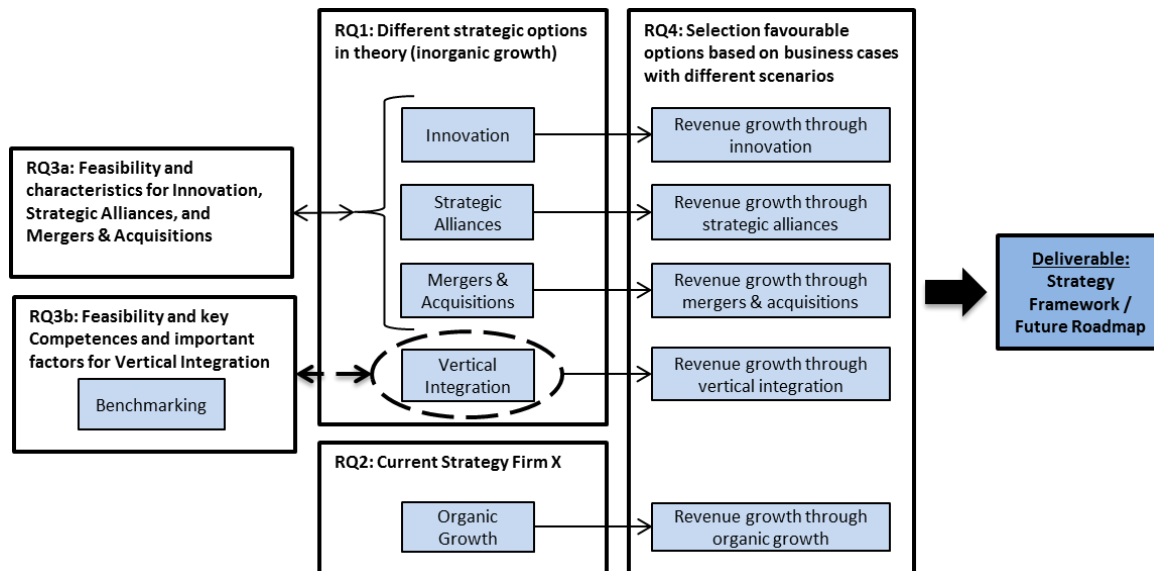 RQ3a: Feasibility and
characteristics for Innovation,
Strategic Alliances, and
Mergers & Acquisitions
RQ3b: Feasibility and key
Competences and important
factors for Vertical Integration
Benchmarking
RQ1: Different strategic options
in theory (inorganic growth)
Innovation
Strategic
Alliances
Mergers &
Acquisitions
Vertical
Integration
RQ2: Current Strategy Firm X
Organic
Growth
RQ4: Selection favourable
options based on business cases
with different scenarios
Revenue growth through
innovation
Revenue growth through
strategic alliances
Revenue growth through
mergers & acquisitions
Revenue growth through
vertical integration
Revenue growth through
organic growth
Deliverable:
Strategy
Framework /
Future Roadmap